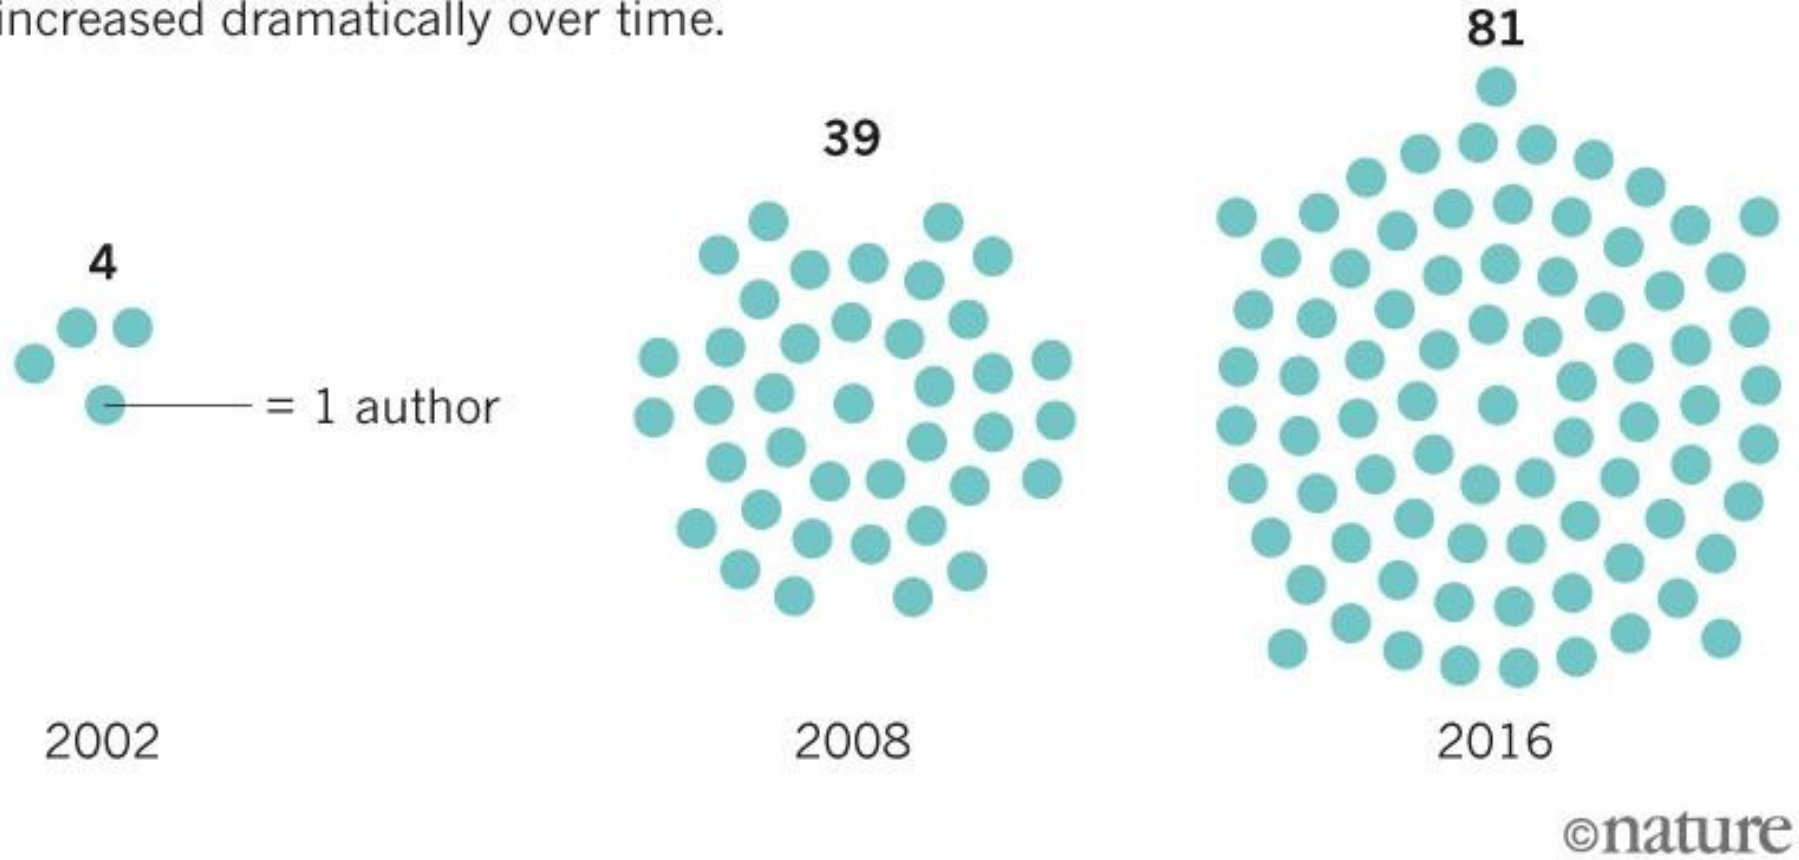 increased dramatically over time.
81
39
4
= 1 author
2002
2008
2016
©nature